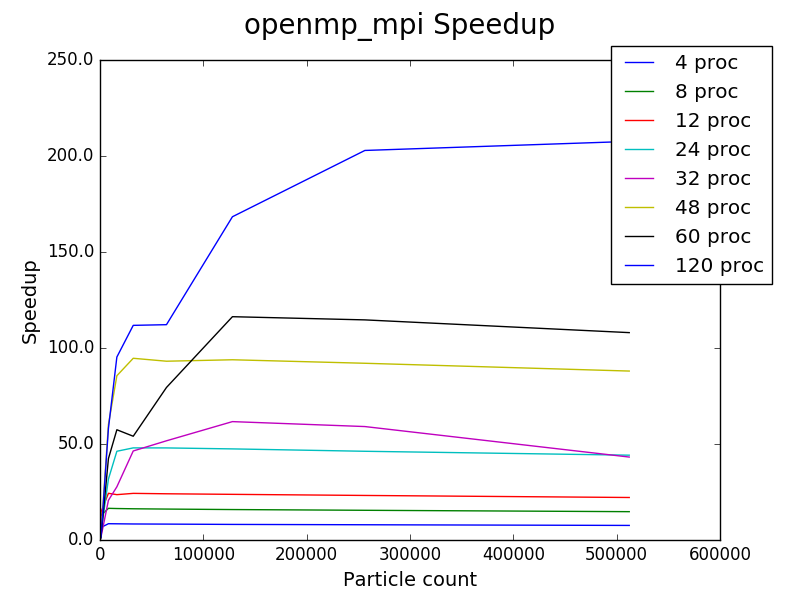 openmp_mpi Speedup
250.0
200.0
150.0
100.0
50.0
0.0
Speedup
0
100000
200000
300000
400000
500000
600000
Particle count
4 proc
8 proc
12 proc
24 proc
32 proc
48 proc
60 proc
120 proc